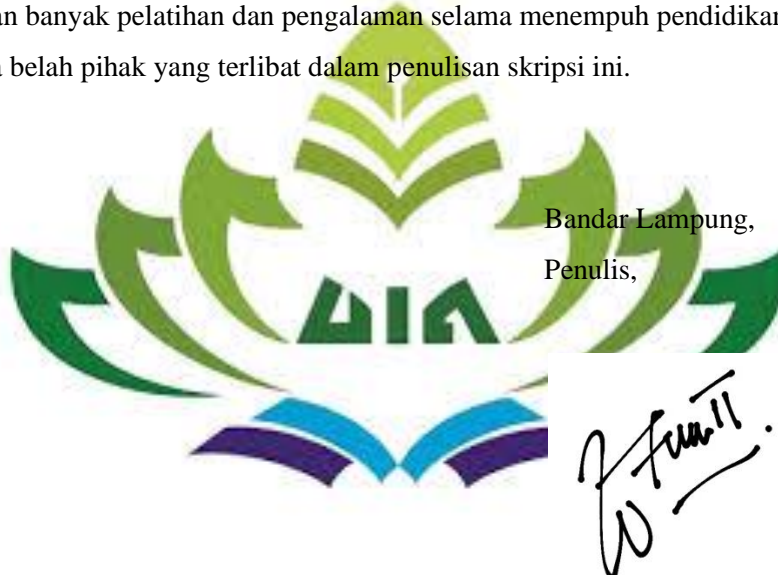 an banyak pelatihan dan pengalaman selama menempuh pendidikan
belah pihak yang terlibat dalam penulisan skripsi ini.
Bandar Lampung,
Penulis,
UIN